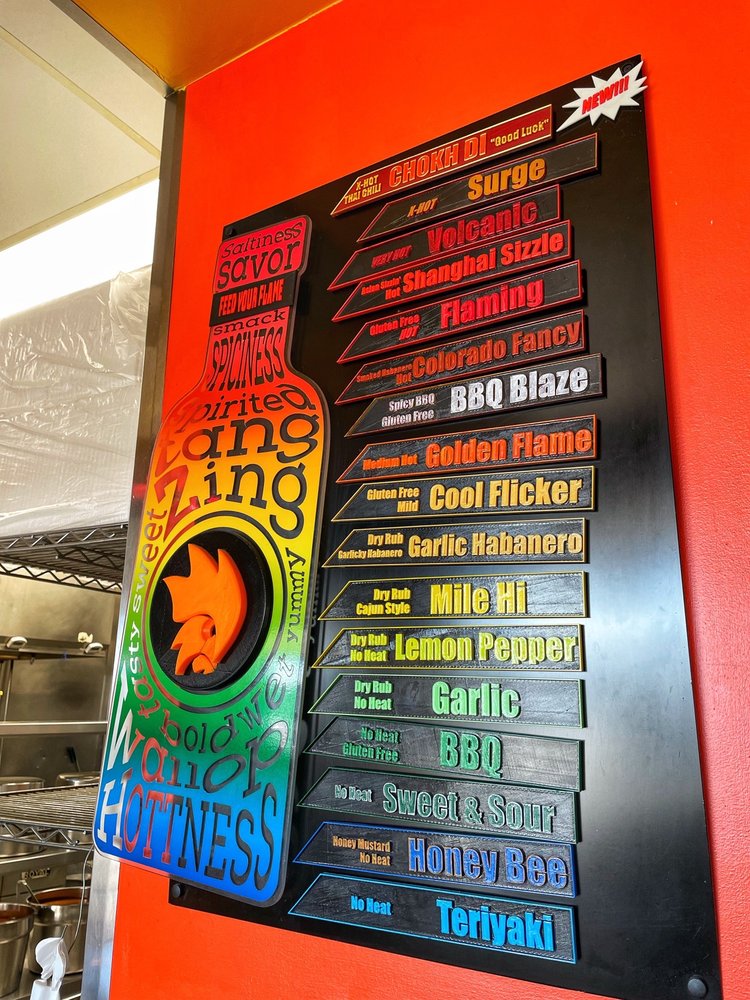 NEW!!!
X-HOT
THAI CHILI CHOKH DI "Good Luck"
X-HOT Surge
VERY HOT Volcanic
Asian Sizzin'
Hot Shanghai Sizzle
Gluten Free
HOT Flaming
Smoked Habanero
Hot Colorado Fancy
Spicy BBQ
Gluten Free BBQ Blaze
Medium Hot Golden Flame
Gluten Free
Mild Cool Flicker
Dry Rub
Garlicky Habanero Garlic Habanero
Dry Rub
Cajun Style Mile Hi
Dry Rub
No Heat Lemon Pepper
Dry Rub
No Heat Garlic
No Heat
Gluten Free BBQ
No Heat Sweet & Sour
Honey Mustard
No Heat Honey Bee
No Heat Teriyaki
Saltiness
savor
FEED YOUR FLAME
smack
SPICINESS
spirited
tang
Zing
tasty sweet
yummy
bold wet
Wallop
HOTTNESS